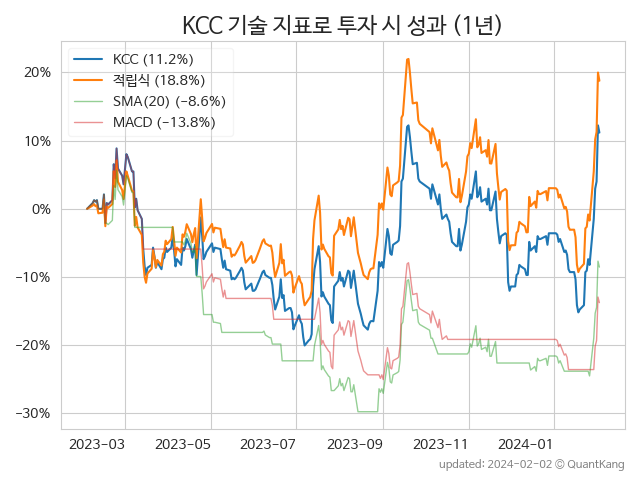 KCC 기술 지표로 투자 시 성과 (1년)
KCC (11.2%)
적립식 (18.8%)
SMA(20) (−8.6%)
MACD (−13.8%)
20%
10%
0%
−10%
−20%
−30%
2023-03 2023-05 2023-07 2023-09 2023-11 2024-01
updated: 2024-02-02 © QuantKang